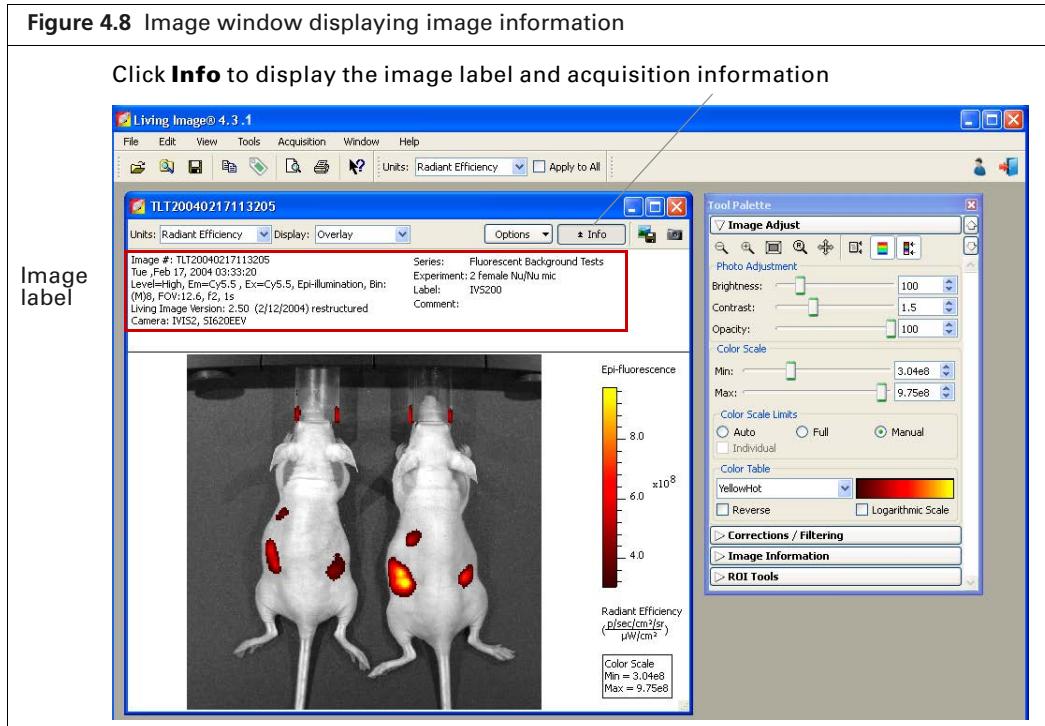 Figure 4.8 Image window displaying image information
Click Info to display the image label and acquisition information
Image label
Living Image® 4.3 .1
File Edit View Tools Acquisition Window Help
Units: Radiant Efficiency Apply to All
TLT20040217113205
Units: Radiant Efficiency Display: Overlay Options Info
Image #: TLT20040217113205
Tue ,Feb 17, 2004 03:33:20
Level=High, Em=Cy5.5 , Ex=Cy5.5, Epi-illumination, Bin:
(M)8, FOV:12.6, f2, 1s
Living Image Version: 2.50 (2/12/2004) restructured
Camera: IVIS2, SI620EEV
Series: Fluorescent Background Tests
Experiment: 2 female Nu/Nu mic
Label: IVS200
Comment:
Epi-fluorescence
8.0
x10⁸
6.0
4.0
Radiant Efficiency
(p/sec/cm²/sr
µW/cm²)
Color Scale
Min = 3.04e8
Max = 9.75e8
Tool Palette
Image Adjust
Photo Adjustment
Brightness: 100
Contrast: 1.5
Opacity: 100
Color Scale
Min: 3.04e8
Max: 9.75e8
Color Scale Limits
Auto Full Manual
Individual
Color Table
YellowHot
Reverse Logarithmic Scale
Corrections / Filtering
Image Information
ROI Tools